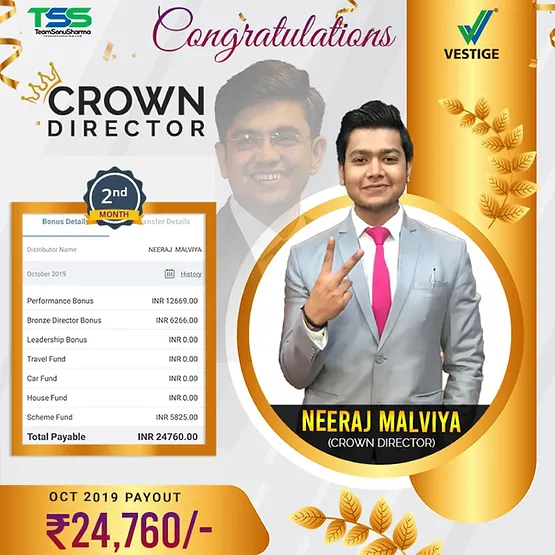 TSS
TeamSonuSharma
Congratulations
VESTIGE
CROWN
DIRECTOR
2nd
MONTH
Bonus Details
Transfer Details
Distributor Name NEERAJ MALVIYA
October 2019 History
Performance Bonus INR 12669.00
Bronze Director Bonus INR 6266.00
Leadership Bonus INR 0.00
Travel Fund INR 0.00
Car Fund INR 0.00
House Fund INR 0.00
Scheme Fund INR 5825.00
Total Payable INR 24760.00
NEERAJ MALVIYA
(CROWN DIRECTOR)
OCT 2019 PAYOUT
₹24,760/-